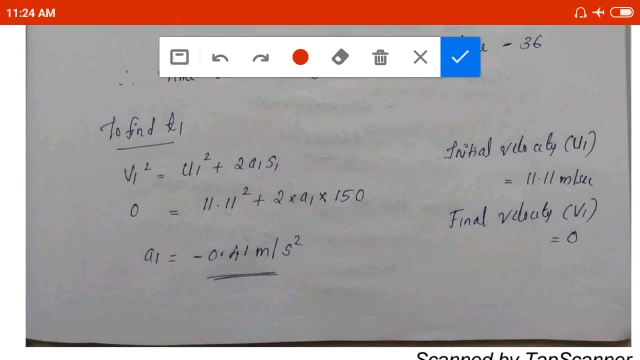 11:24 AM
- 36
To find t1
V1² = U1² + 2a1s1
0 = 11.11² + 2 × a1 × 150
a1 = -0.41 m/s²
Initial velocity (U1)
= 11.11 m/sec
Final velocity (V1)
= 0
Scanned by TapScanner